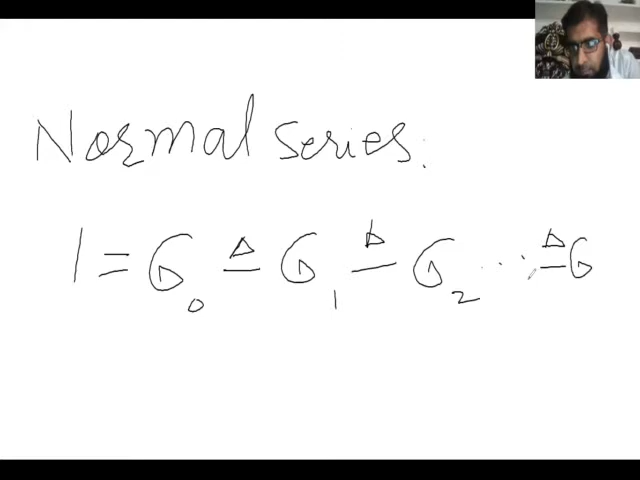 Normal series.
1 = G₀ ⊴ G₁ ⊴ G₂ ... ⊴ G